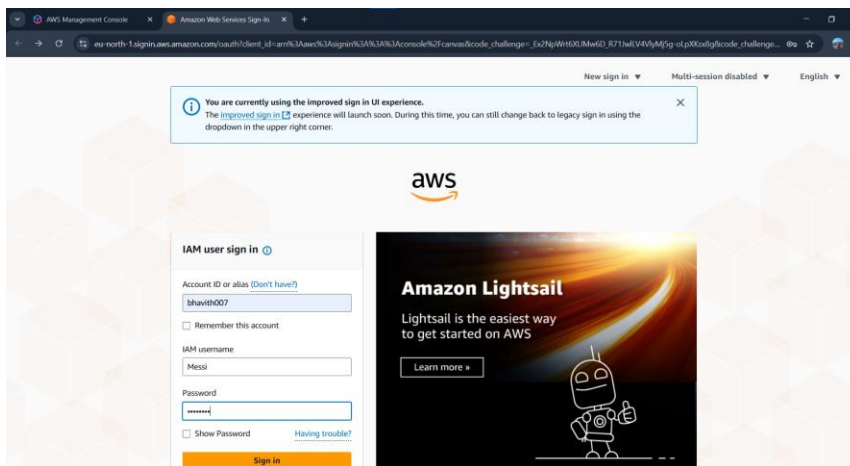 AWS Management Console
Amazon Web Services Sign-In
New sign in
Multi-session disabled
English
You are currently using the improved sign in UI experience.
The improved sign in experience will launch soon. During this time, you can still change back to legacy sign in using the
dropdown in the upper right corner.
aws
IAM user sign in
Account ID or alias (Don't have?)
bhavith007
Remember this account
IAM username
Messi
Password
••••••••
Show Password
Having trouble?
Sign in
Amazon Lightsail
Lightsail is the easiest way
to get started on AWS
Learn more »